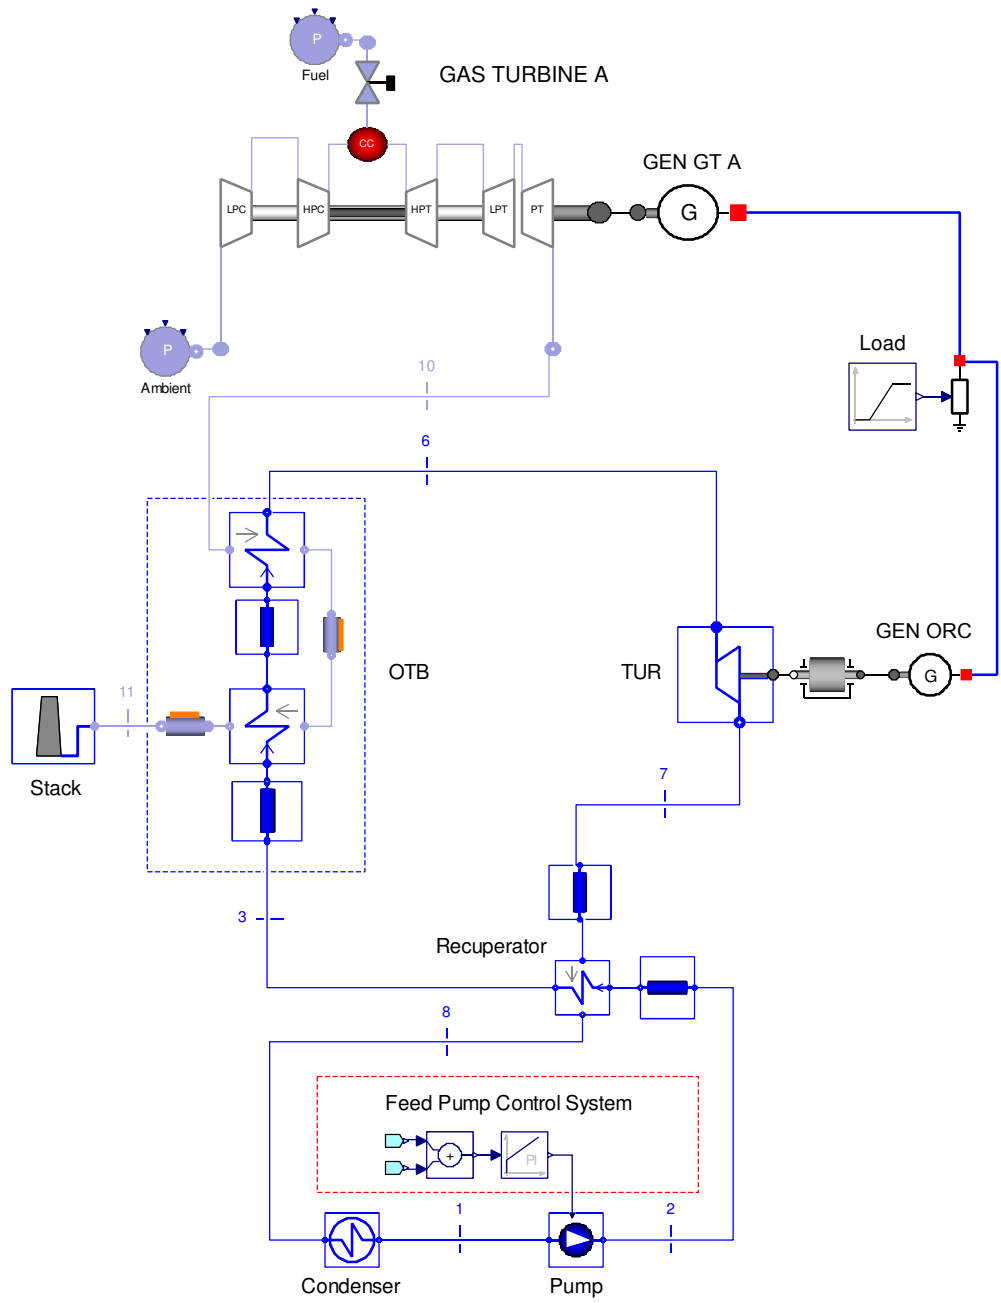 P
Fuel
GAS TURBINE A
CC
GEN GT A
LPC
HPC
HPT
LPT
PT
G
P
Ambient
Load
10
6
GEN ORC
OTB
TUR
G
11
Stack
7
3
Recuperator
8
Feed Pump Control System
+
PI
1
2
Condenser
Pump